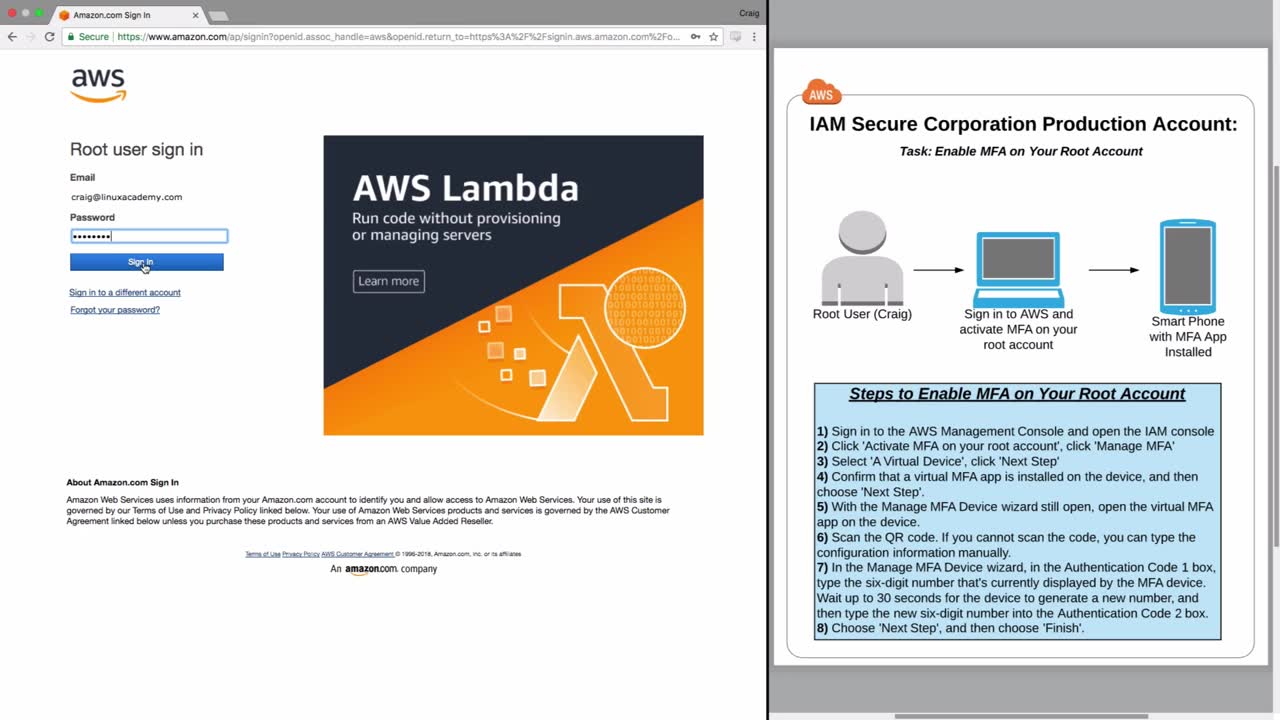 Amazon.com Sign In
Craig
Secure | https://www.amazon.com/ap/signin?openid.assoc_handle=aws&openid.return_to=https%3A%2F%2Fsignin.aws.amazon.com%2Fo...
aws
Root user sign in
Email
craig@linuxacademy.com
Password
••••••••
Sign In
Sign in to a different account
Forgot your password?
AWS Lambda
Run code without provisioning
or managing servers
Learn more
About Amazon.com Sign In
Amazon Web Services uses information from your Amazon.com account to identify you and allow access to Amazon Web Services. Your use of this site is
governed by our Terms of Use and Privacy Policy linked below. Your use of Amazon Web Services products and services is governed by the AWS Customer
Agreement linked below unless you purchase these products and services from an AWS Value Added Reseller.
Terms of Use Privacy Policy AWS Customer Agreement © 1996-2018, Amazon.com, Inc. or its affiliates
An amazon.com company
AWS
IAM Secure Corporation Production Account:
Task: Enable MFA on Your Root Account
Root User (Craig)
Sign in to AWS and
activate MFA on your
root account
Smart Phone
with MFA App
Installed
Steps to Enable MFA on Your Root Account
1) Sign in to the AWS Management Console and open the IAM console
2) Click 'Activate MFA on your root account', click 'Manage MFA'
3) Select 'A Virtual Device', click 'Next Step'
4) Confirm that a virtual MFA app is installed on the device, and then
choose 'Next Step'.
5) With the Manage MFA Device wizard still open, open the virtual MFA
app on the device.
6) Scan the QR code. If you cannot scan the code, you can type the
configuration information manually.
7) In the Manage MFA Device wizard, in the Authentication Code 1 box,
type the six-digit number that's currently displayed by the MFA device.
Wait up to 30 seconds for the device to generate a new number, and
then type the new six-digit number into the Authentication Code 2 box.
8) Choose 'Next Step', and then choose 'Finish'.